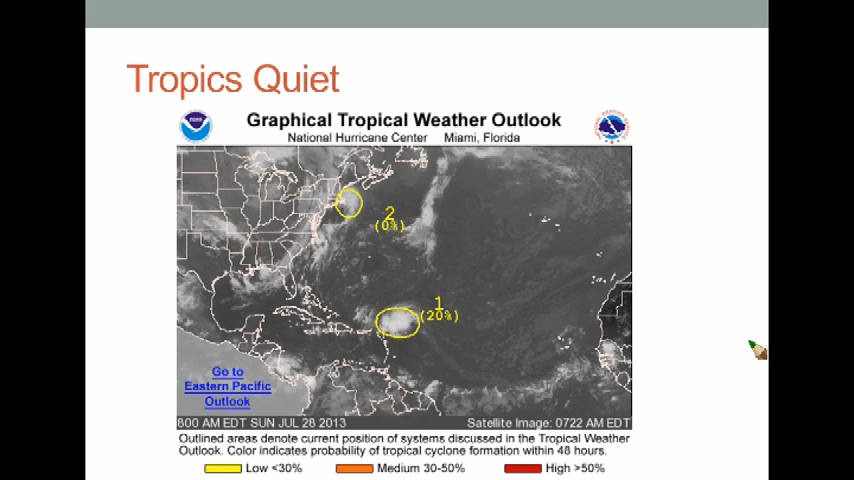 Tropics Quiet
Graphical Tropical Weather Outlook
National Hurricane Center Miami, Florida
2
(0%)
1
(20%)
Go to
Eastern Pacific
Outlook
800 AM EDT SUN JUL 28 2013 Satellite Image: 0722 AM EDT
Outlined areas denote current position of systems discussed in the Tropical Weather
Outlook. Color indicates probability of tropical cyclone formation within 48 hours.
Low <30% Medium 30-50% High >50%